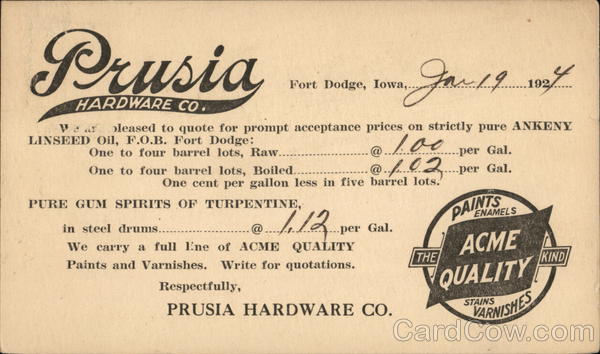 Prusia
HARDWARE CO.
Fort Dodge, Iowa, Jan 19 1924
We are pleased to quote for prompt acceptance prices on strictly pure ANKENY
LINSEED Oil, F.O.B. Fort Dodge:
One to four barrel lots, Raw........................@ 1.00 per Gal.
One to four barrel lots, Boiled...................@ 1.02 per Gal.
One cent per gallon less in five barrel lots.
PURE GUM SPIRITS OF TURPENTINE,
in steel drums........................@ 1.12 per Gal.
We carry a full line of ACME QUALITY
Paints and Varnishes. Write for quotations.
Respectfully,
PRUSIA HARDWARE CO.
PAINTS
ENAMELS
THE ACME QUALITY KIND
STAINS
VARNISHES
CardCow.com